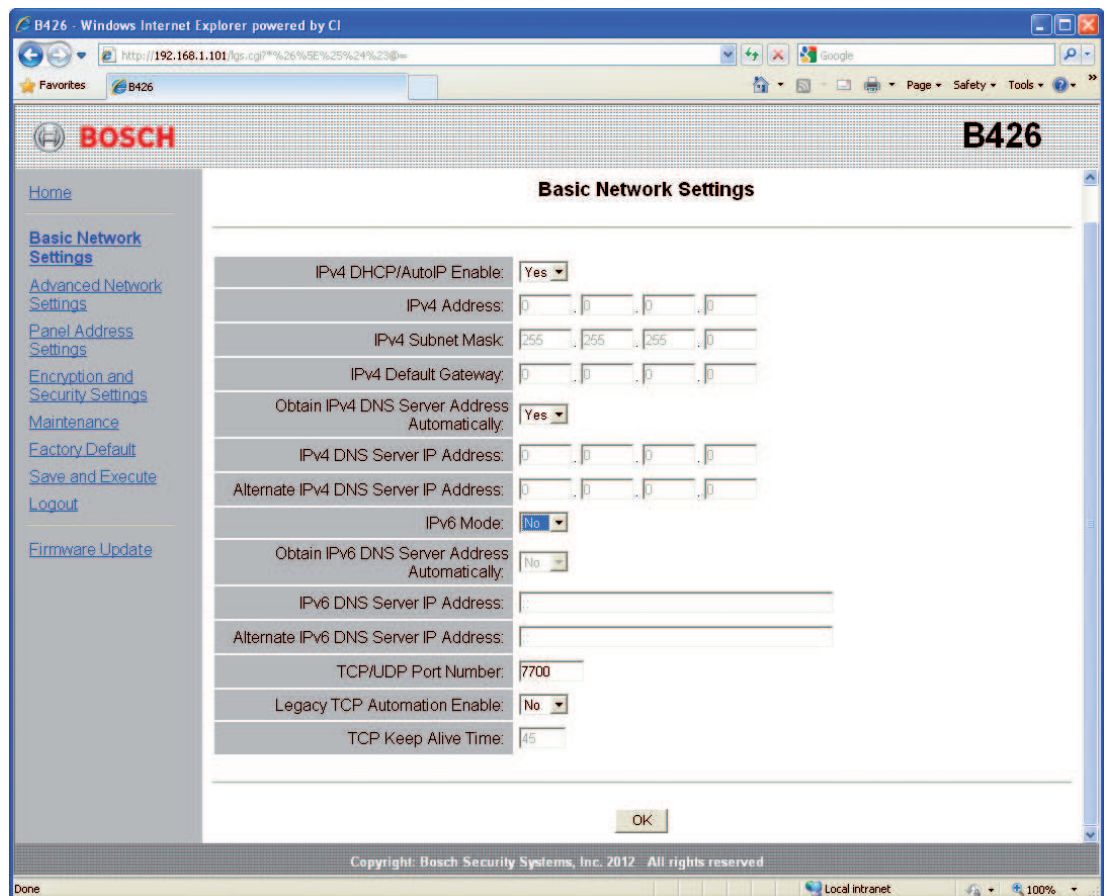 B426 - Windows Internet Explorer powered by CI
http://192.168.1.101/lgs.cgi?*%26%5E%25%24%23@=
Google
Favorites
B426
Page
Safety
Tools
»
BOSCH
B426
Home
Basic Network
Settings
Advanced Network
Settings
Panel Address
Settings
Encryption and
Security Settings
Maintenance
Factory Default
Save and Execute
Logout
Firmware Update
Basic Network Settings
IPv4 DHCP/AutoIP Enable: Yes
IPv4 Address: 0 . 0 . 0 . 0
IPv4 Subnet Mask: 255 . 255 . 255 . 0
IPv4 Default Gateway: 0 . 0 . 0 . 0
Obtain IPv4 DNS Server Address
Automatically: Yes
IPv4 DNS Server IP Address: 0 . 0 . 0 . 0
Alternate IPv4 DNS Server IP Address: 0 . 0 . 0 . 0
IPv6 Mode: No
Obtain IPv6 DNS Server Address
Automatically: No
IPv6 DNS Server IP Address: ::
Alternate IPv6 DNS Server IP Address: ::
TCP/UDP Port Number: 7700
Legacy TCP Automation Enable: No
TCP Keep Alive Time: 45
OK
Copyright: Bosch Security Systems, Inc. 2012 All rights reserved
Done
Local intranet
100%